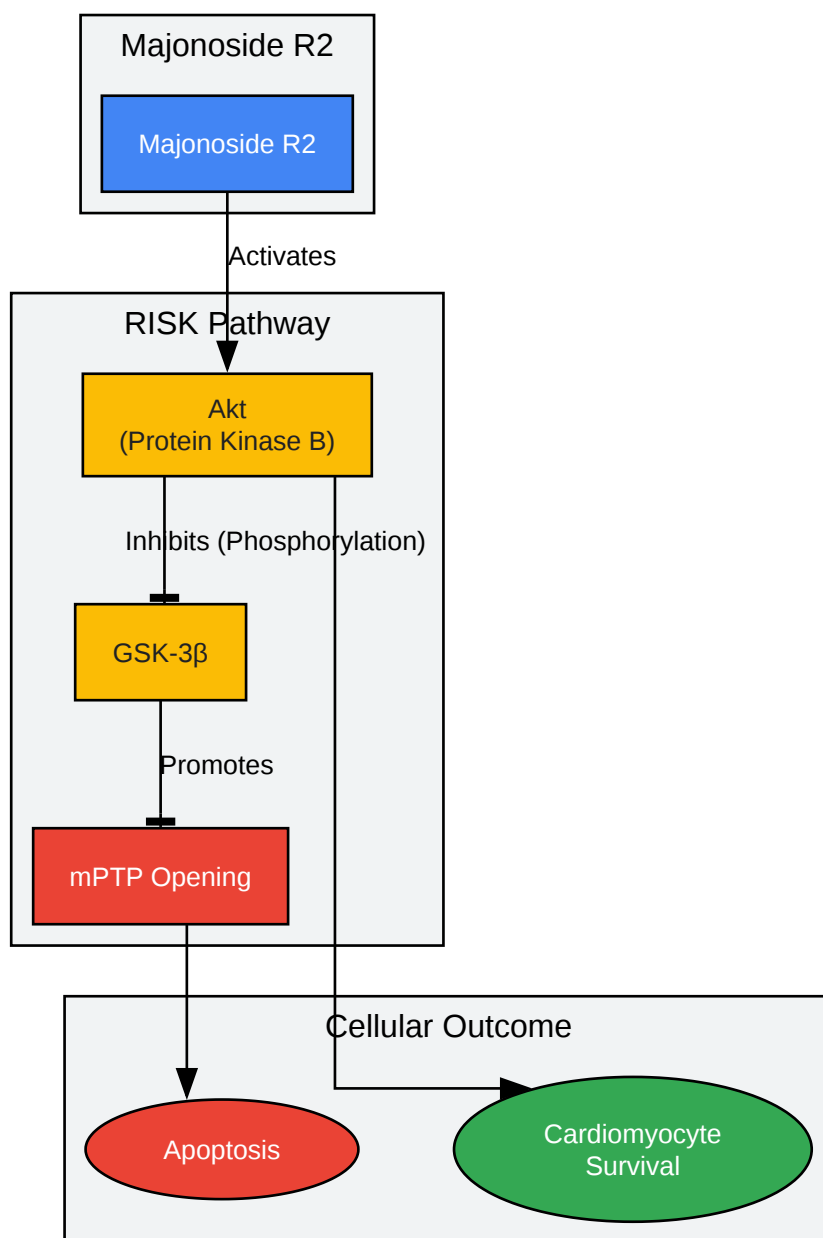 Majonoside R2
Majonoside R2
Activates
RISK Pathway
Akt
(Protein Kinase B)
Inhibits (Phosphorylation)
GSK-3β
Promotes
mPTP Opening
Cellular Outcome
Apoptosis
Cardiomyocyte
Survival